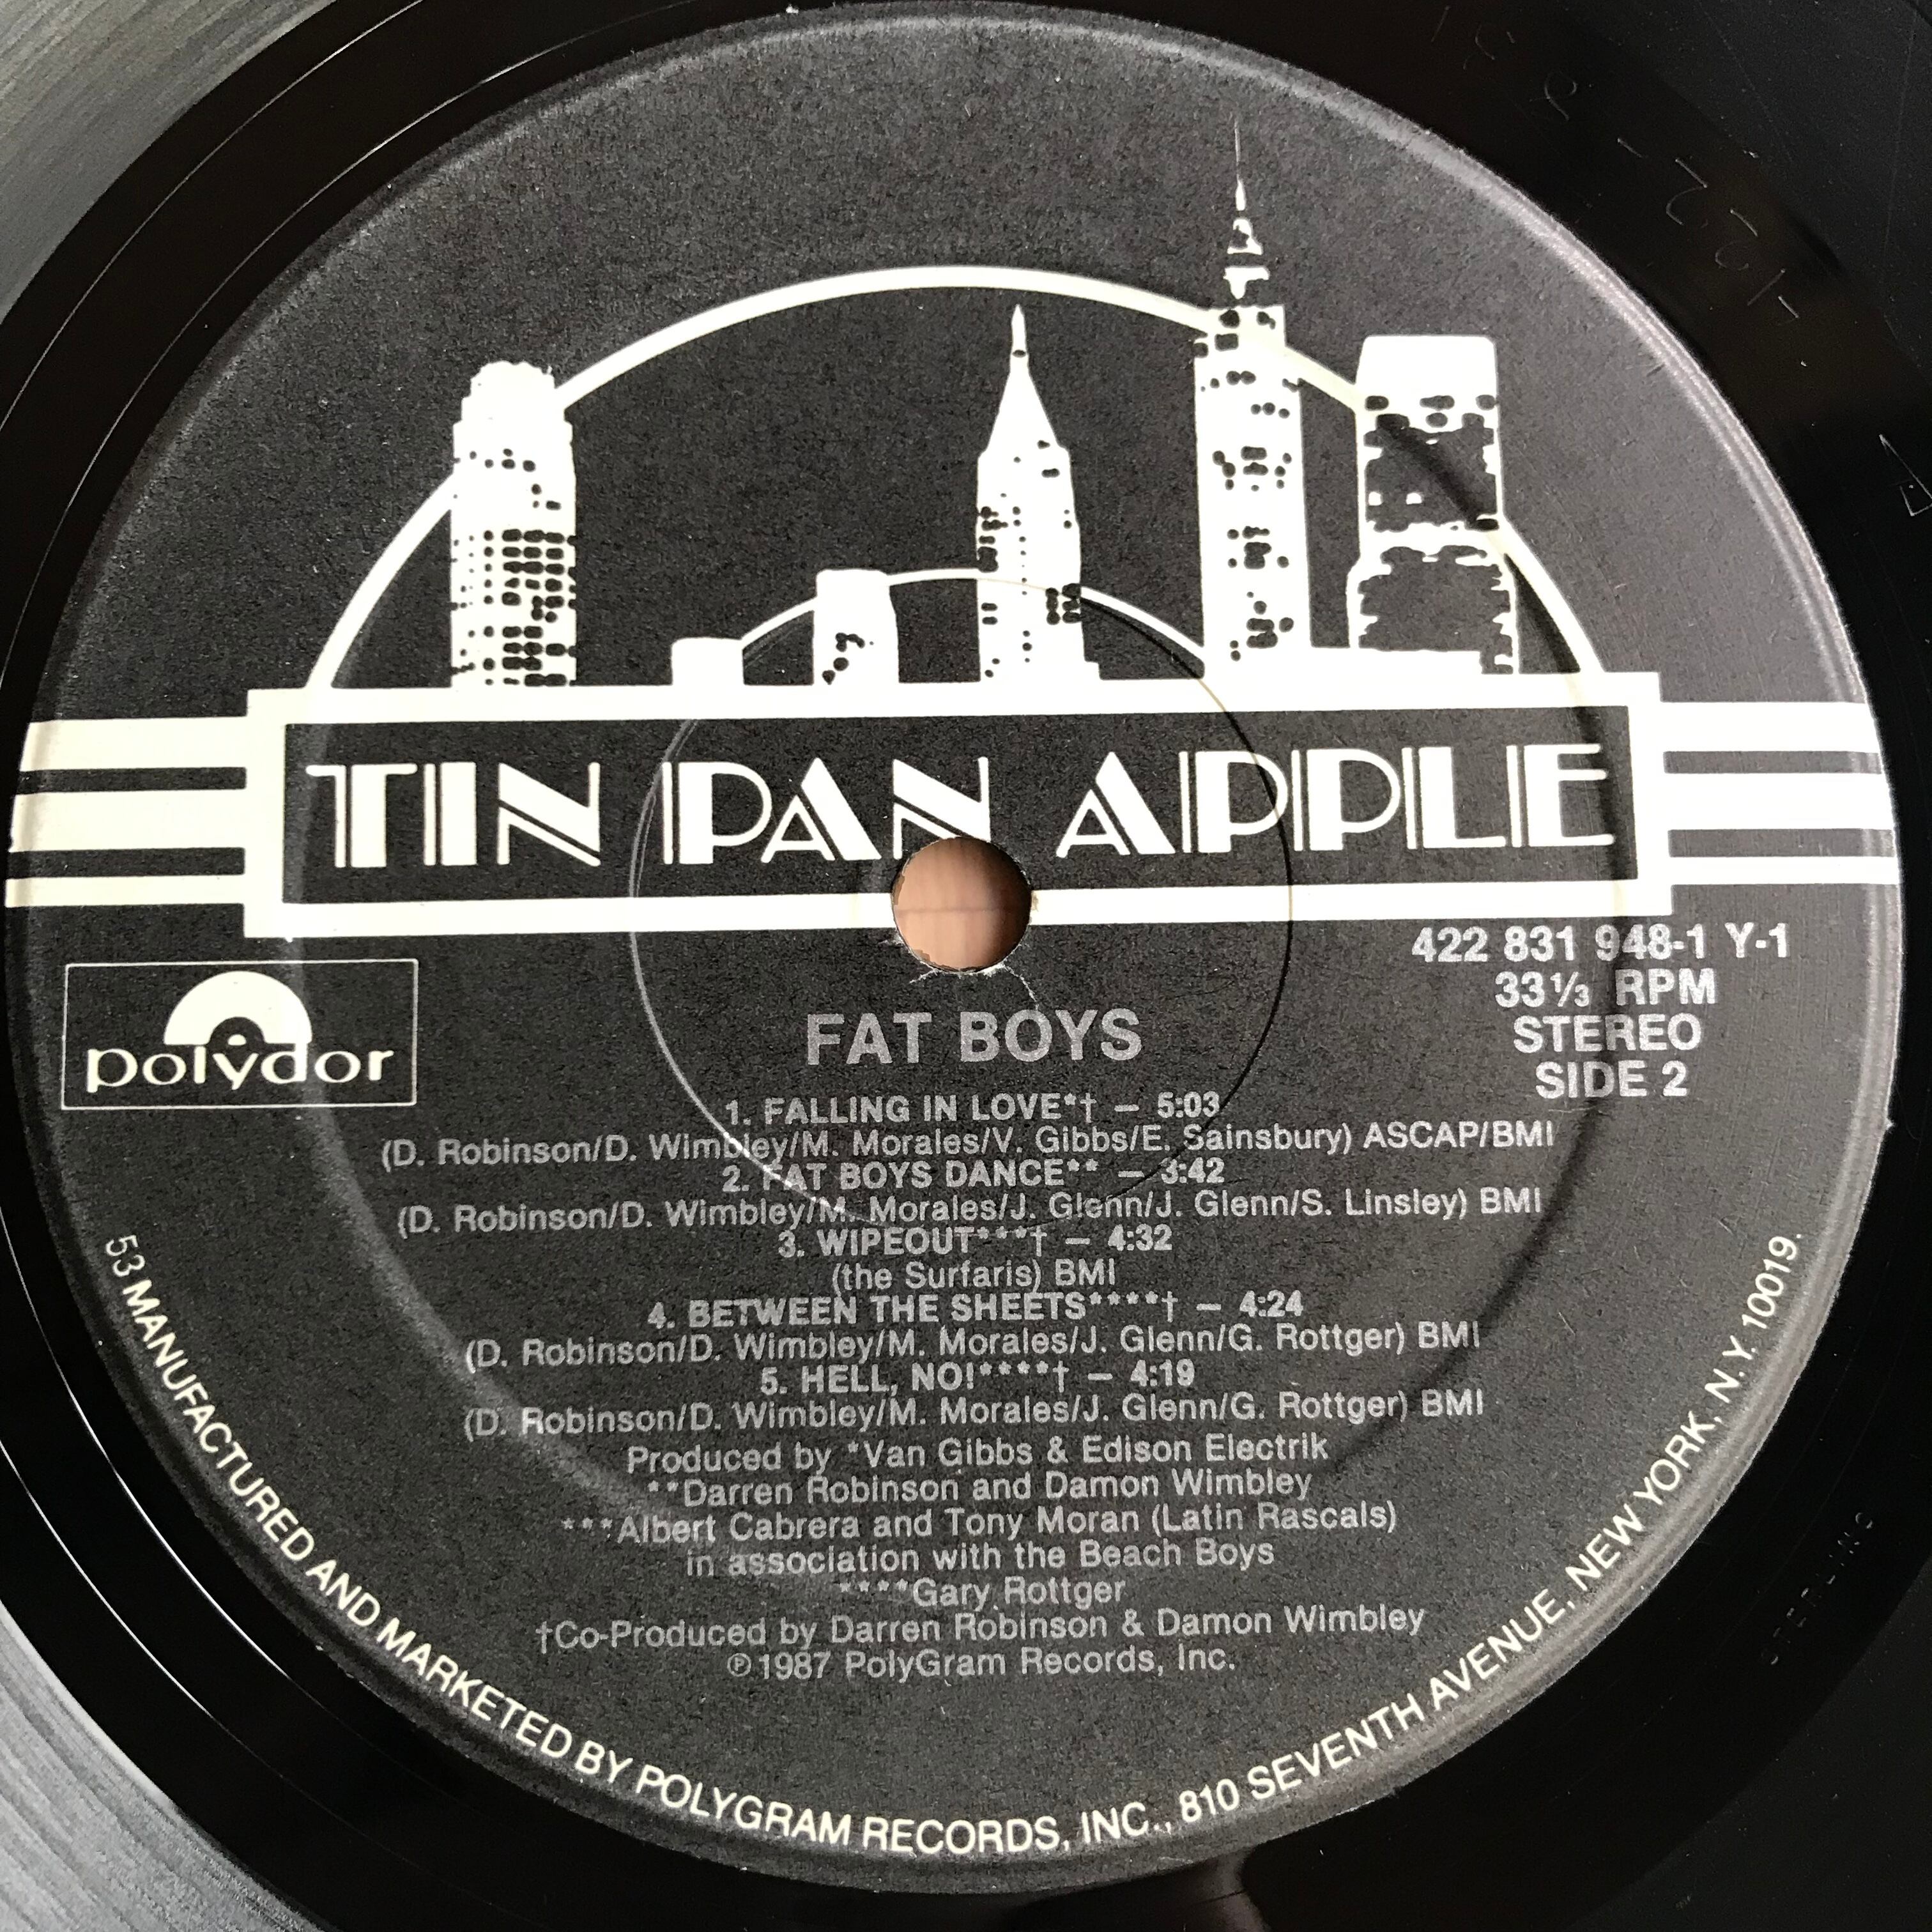 TIN PAN APPLE
polydor
422 831 948-1 Y-1
33⅓ RPM
STEREO
SIDE 2
FAT BOYS
1. FALLING IN LOVE*† — 5:03
(D. Robinson/D. Wimbley/M. Morales/V. Gibbs/E. Sainsbury) ASCAP/BMI
2. FAT BOYS DANCE** — 3:42
(D. Robinson/D. Wimbley/M. Morales/J. Glenn/J. Glenn/S. Linsley) BMI
3. WIPEOUT***† — 4:32
(the Surfaris) BMI
4. BETWEEN THE SHEETS****† — 4:24
(D. Robinson/D. Wimbley/M. Morales/J. Glenn/G. Rottger) BMI
5. HELL, NO!****† — 4:19
(D. Robinson/D. Wimbley/M. Morales/J. Glenn/G. Rottger) BMI
Produced by *Van Gibbs & Edison Electrik
**Darren Robinson and Damon Wimbley
***Albert Cabrera and Tony Moran (Latin Rascals)
in association with the Beach Boys
****Gary Rottger
†Co-Produced by Darren Robinson & Damon Wimbley
℗1987 PolyGram Records, Inc.
53 MANUFACTURED AND MARKETED BY POLYGRAM RECORDS, INC., 810 SEVENTH AVENUE, NEW YORK, N.Y. 10019.